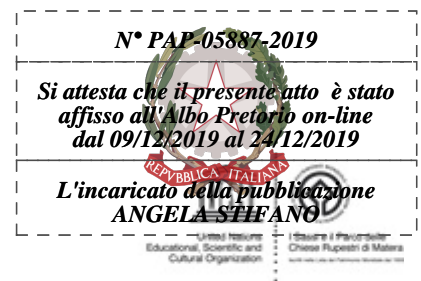 N° PAP-05887-2019
Si attesta che il presente atto è stato
affisso all'Albo Pretorio on-line
dal 09/12/2019 al 24/12/2019
REPVBBLICA ITALIANA
L'incaricato della pubblicazione
ANGELA STIFANO
United Nations
Educational, Scientific and
Cultural Organization
I Sassi e il Parco delle
Chiese Rupestri di Matera